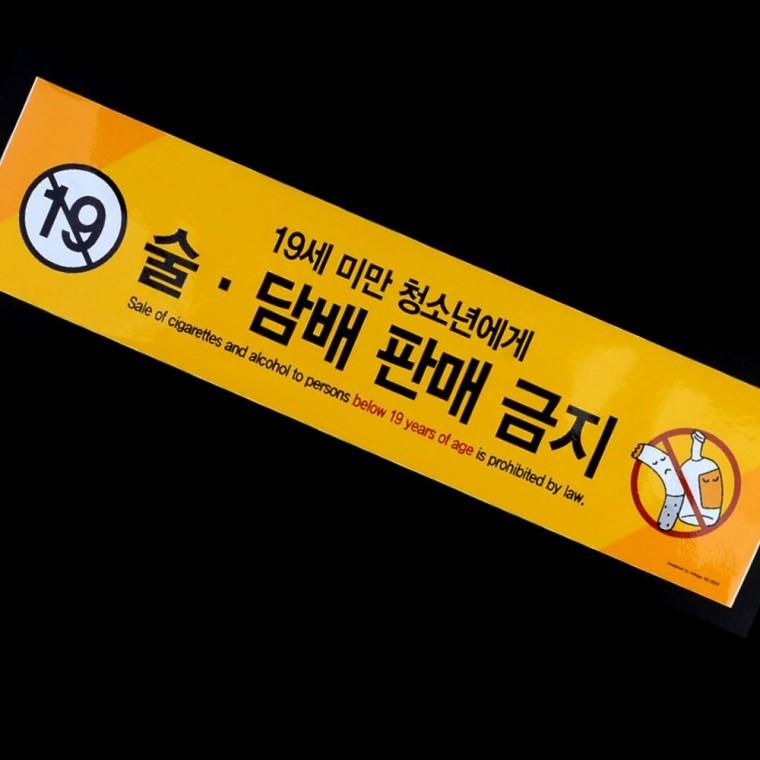 19
19세 미만 청소년에게
술·담배 판매 금지
Sale of cigarettes and alcohol to persons below 19 years of age is prohibited by law.